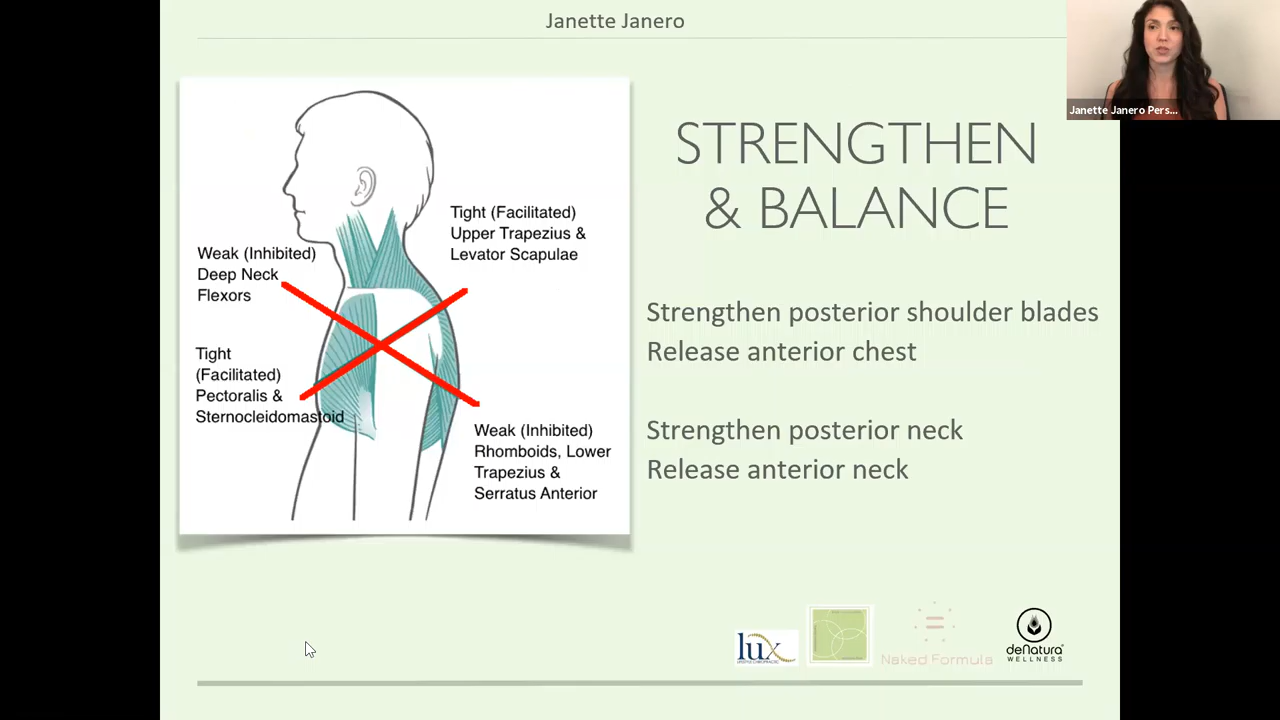 Janette Janero
Janette Janero Pers...
STRENGTHEN
& BALANCE
Tight (Facilitated)
Upper Trapezius &
Levator Scapulae
Weak (Inhibited)
Deep Neck
Flexors
Tight
(Facilitated)
Pectoralis &
Sternocleidomastoid
Weak (Inhibited)
Rhomboids, Lower
Trapezius &
Serratus Anterior
Strengthen posterior shoulder blades
Release anterior chest
Strengthen posterior neck
Release anterior neck
lux
LIFESTYLE CHIROPRACTIC
Naked Formula
deNatura
WELLNESS